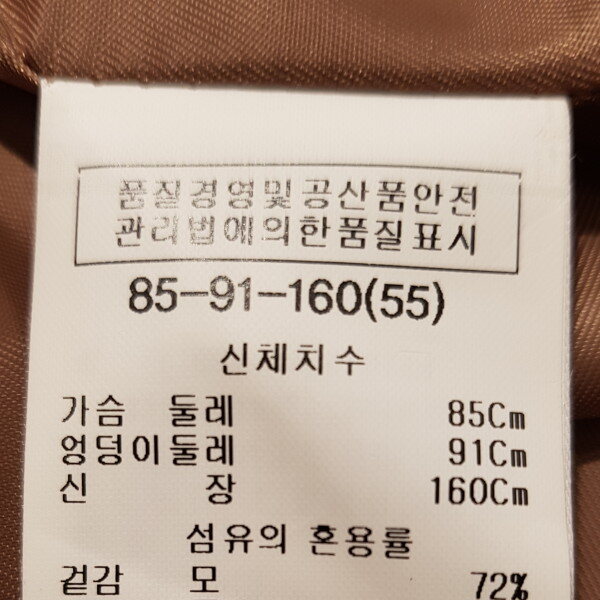 품질경영및공산품안전
관리법에의한품질표시
85-91-160(55)
신체치수
가슴 둘레 85Cm
엉덩이둘레 91Cm
신 장 160Cm
섬유의 혼용률
겉감 모 72%